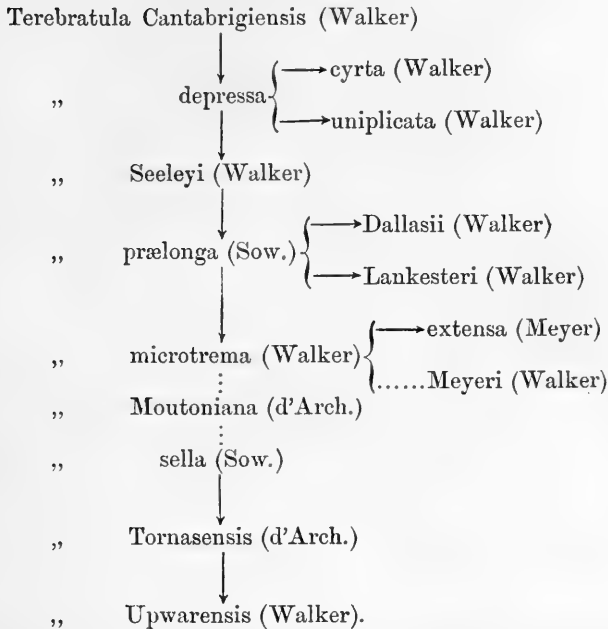 Terebratula Cantabrigiensis (Walker)
cyrta (Walker)
„ depressa
uniplicata (Walker)
„ Seeleyi (Walker)
Dallasii (Walker)
„ prælonga (Sow.)
Lankesteri (Walker)
extensa (Meyer)
„ microtrema (Walker)
......Meyeri (Walker)
„ Moutoniana (d'Arch.)
„ sella (Sow.)
„ Tornasensis (d'Arch.)
„ Upwarensis (Walker).